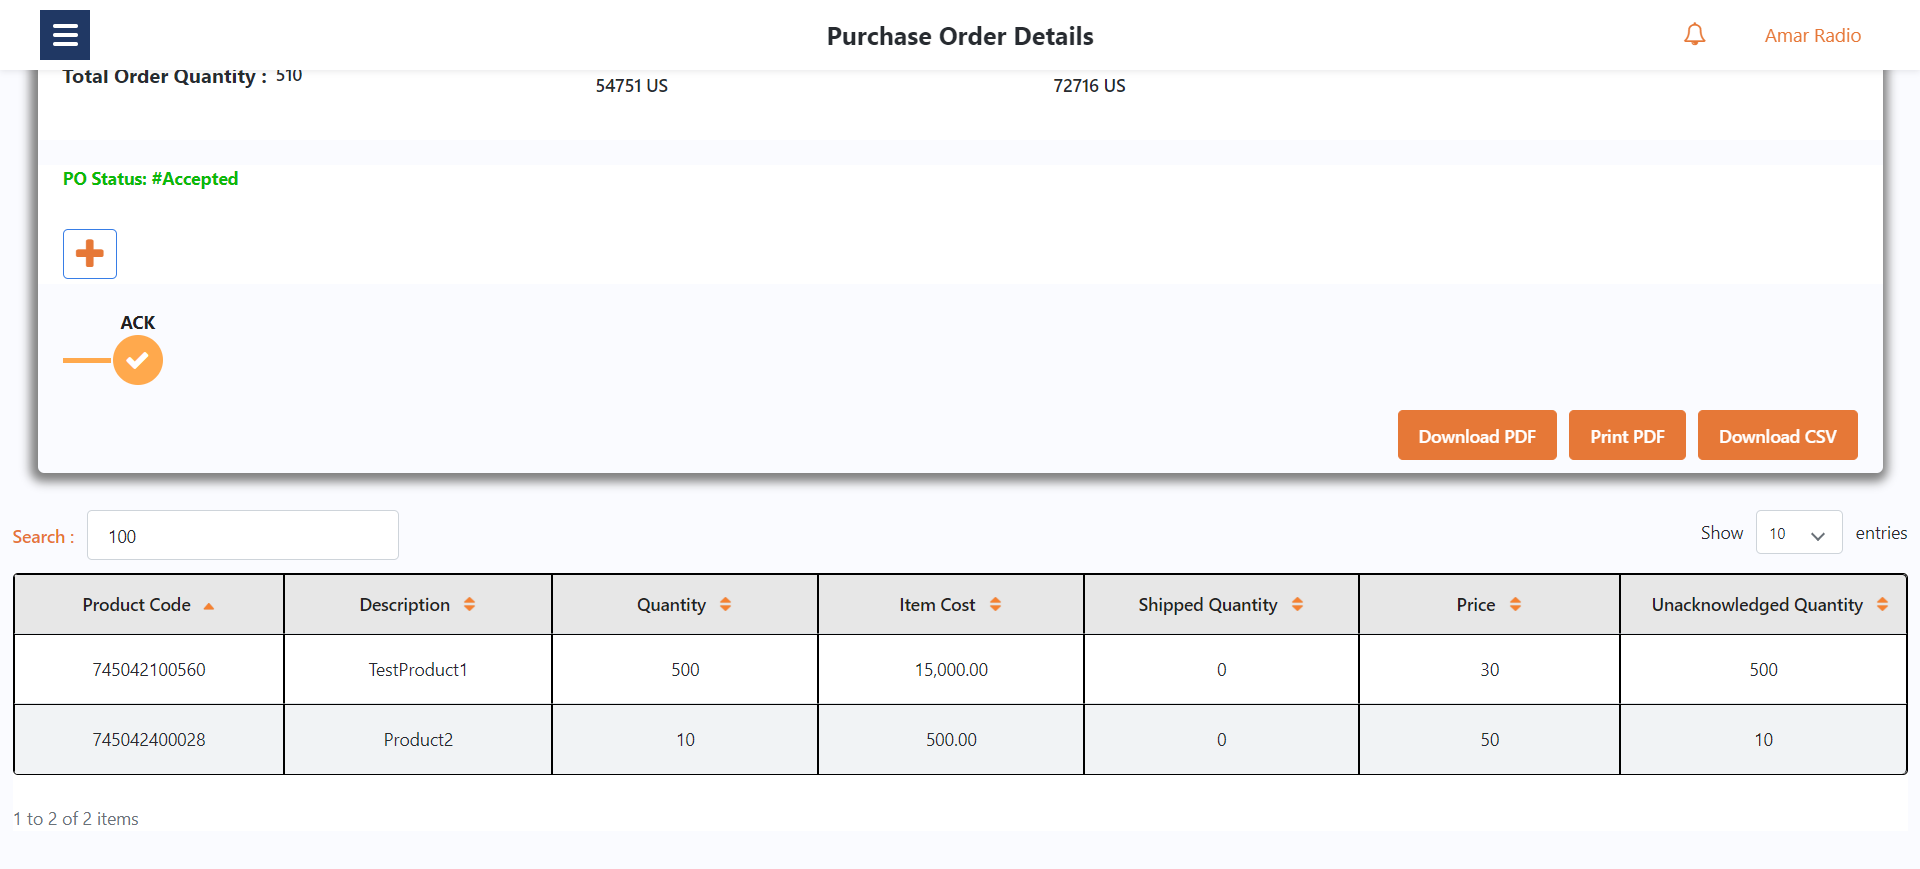 Purchase Order Details
Amar Radio
Total Order Quantity : 510
54751 US
72716 US
PO Status: #Accepted
ACK
Download PDF
Print PDF
Download CSV
Search :
100
Show 10 entries
Product Code Description Quantity Item Cost Shipped Quantity Price Unacknowledged Quantity
745042100560 TestProduct1 500 15,000.00 0 30 500
745042400028 Product2 10 500.00 0 50 10
1 to 2 of 2 items